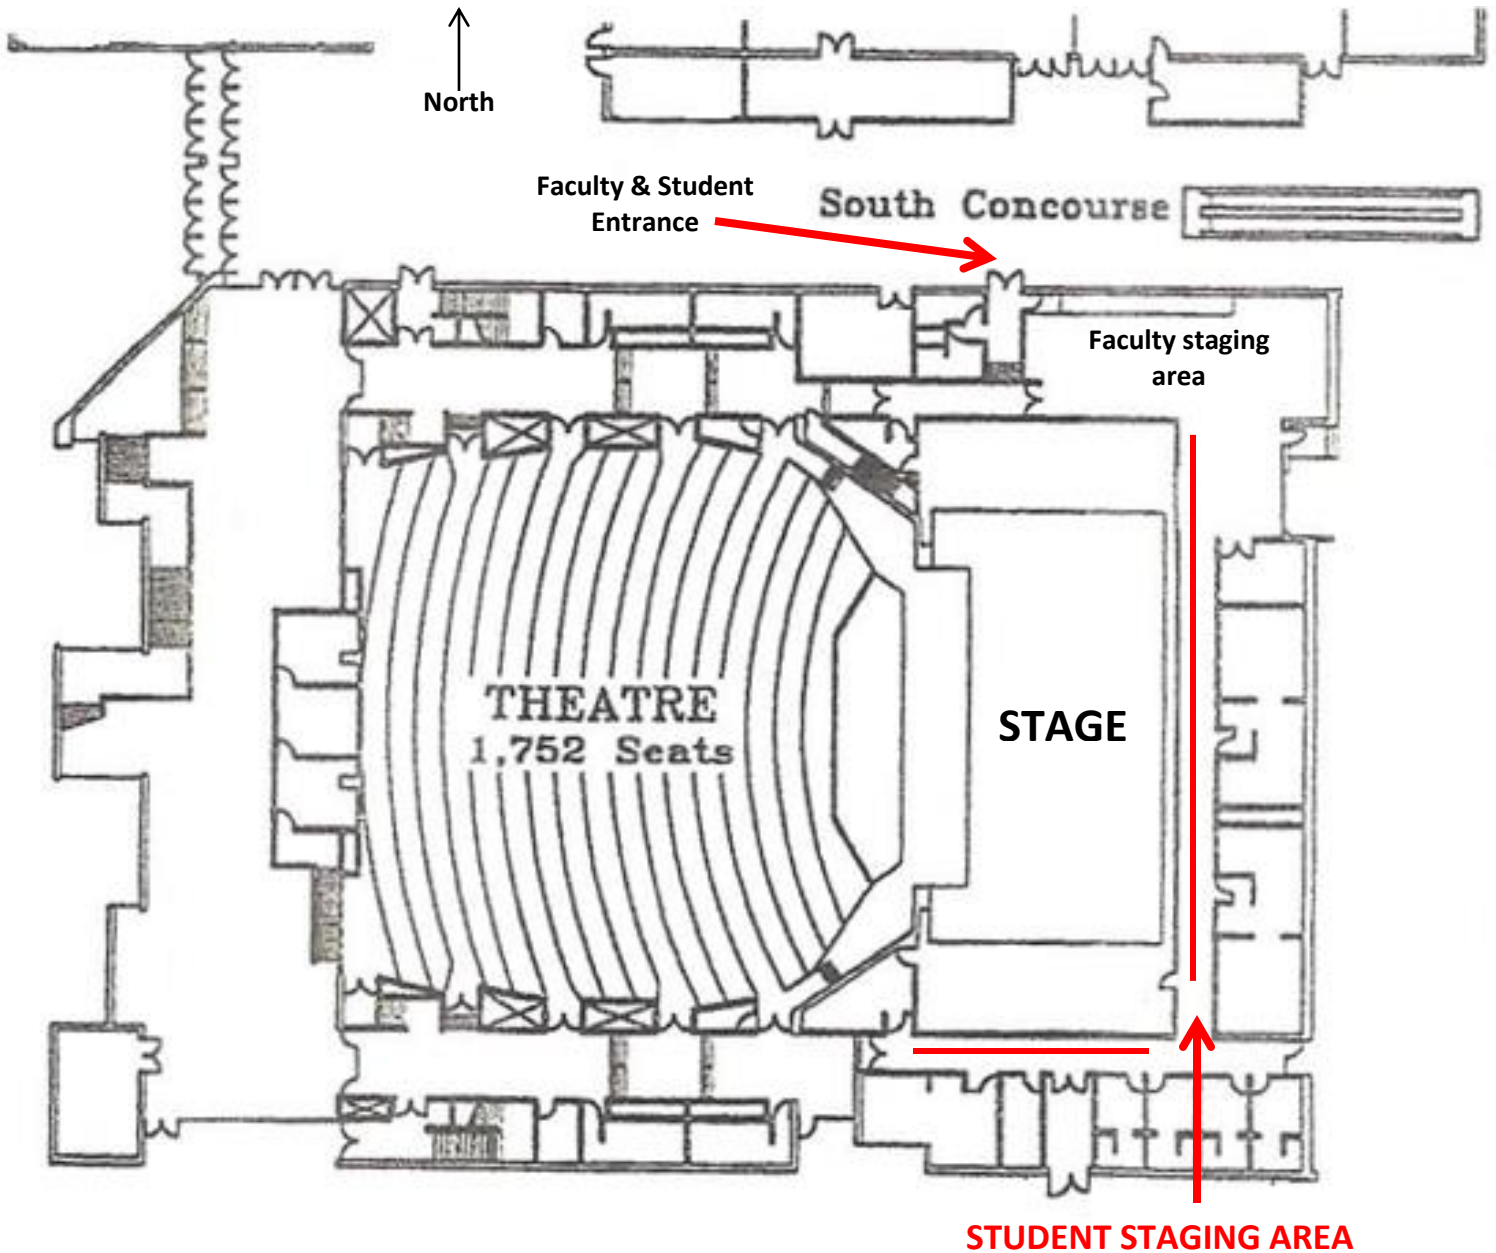 North
Faculty & Student
Entrance
South Concourse
Faculty staging
area
THEATRE
1,752 Seats
STAGE
STUDENT STAGING AREA